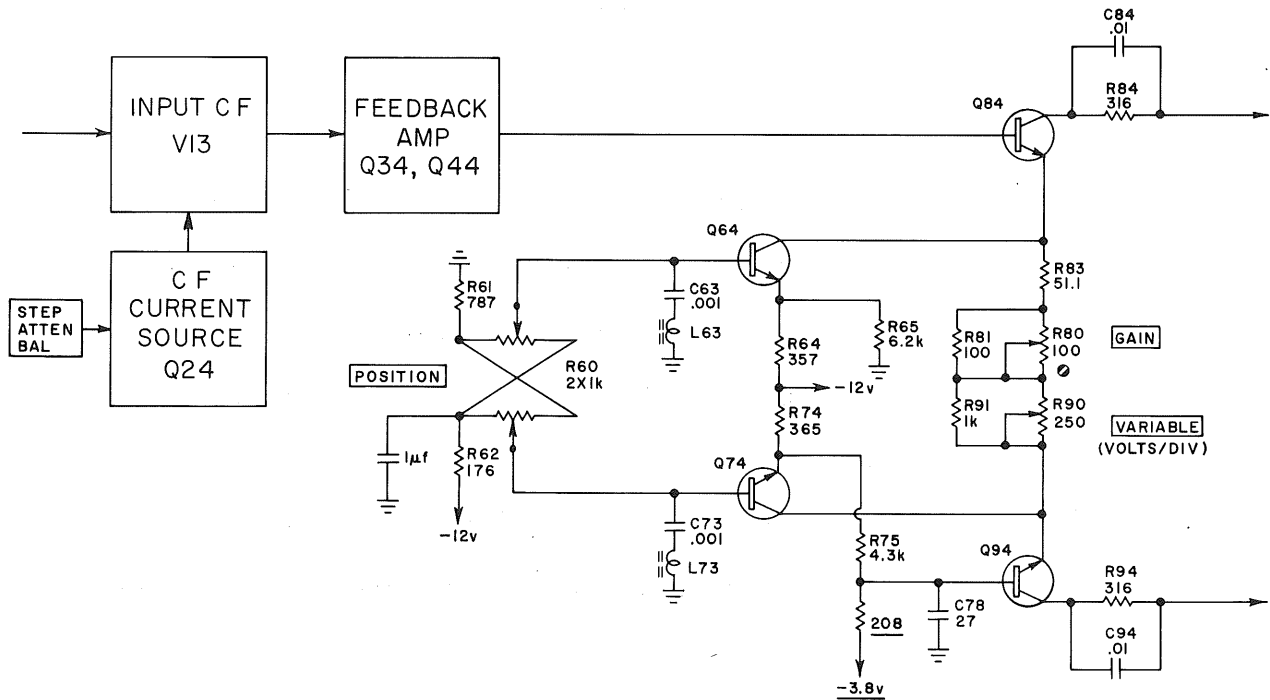 C84
.01
R84
316
Q84
INPUT CF
V13
FEEDBACK
AMP
Q34, Q44
Q64
R83
51.1
STEP
ATTEN
BAL
CF
CURRENT
SOURCE
Q24
R61
787
C63
.001
L63
R65
6.2k
R64
357
R81
100
R80
100
GAIN
POSITION
R60
2X1k
-12v
R74
365
R91
1k
R90
250
VARIABLE
(VOLTS/DIV)
1µf
R62
176
-12v
Q74
C73
.001
L73
R75
4.3k
Q94
R94
316
208
C78
27
C94
.01
-3.8v